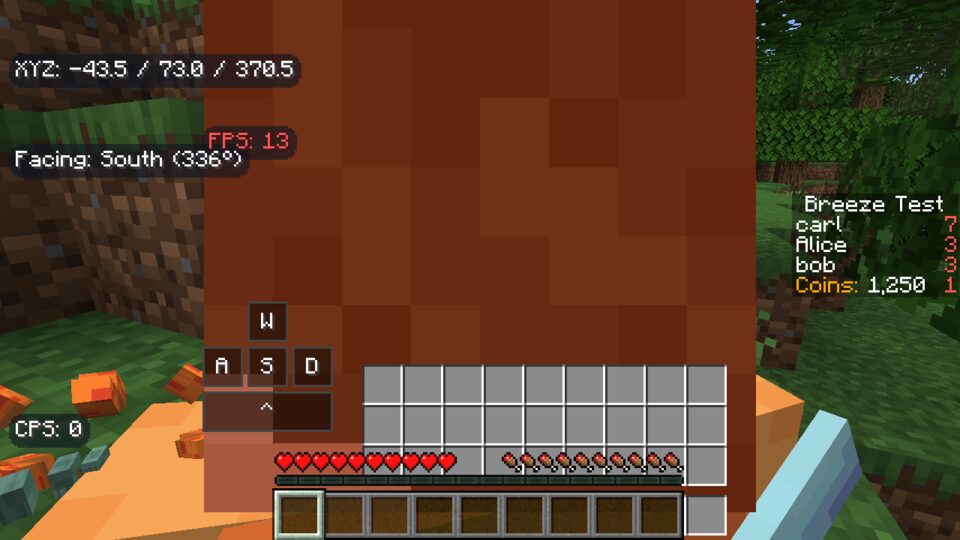 XYZ: -43.5 / 73.0 / 370.5
FPS: 13
Facing: South (336º)
Breeze Test
carl 7
Alice 3
bob 3
Coins: 1,250 1
W
A S D
^
CPS: 0